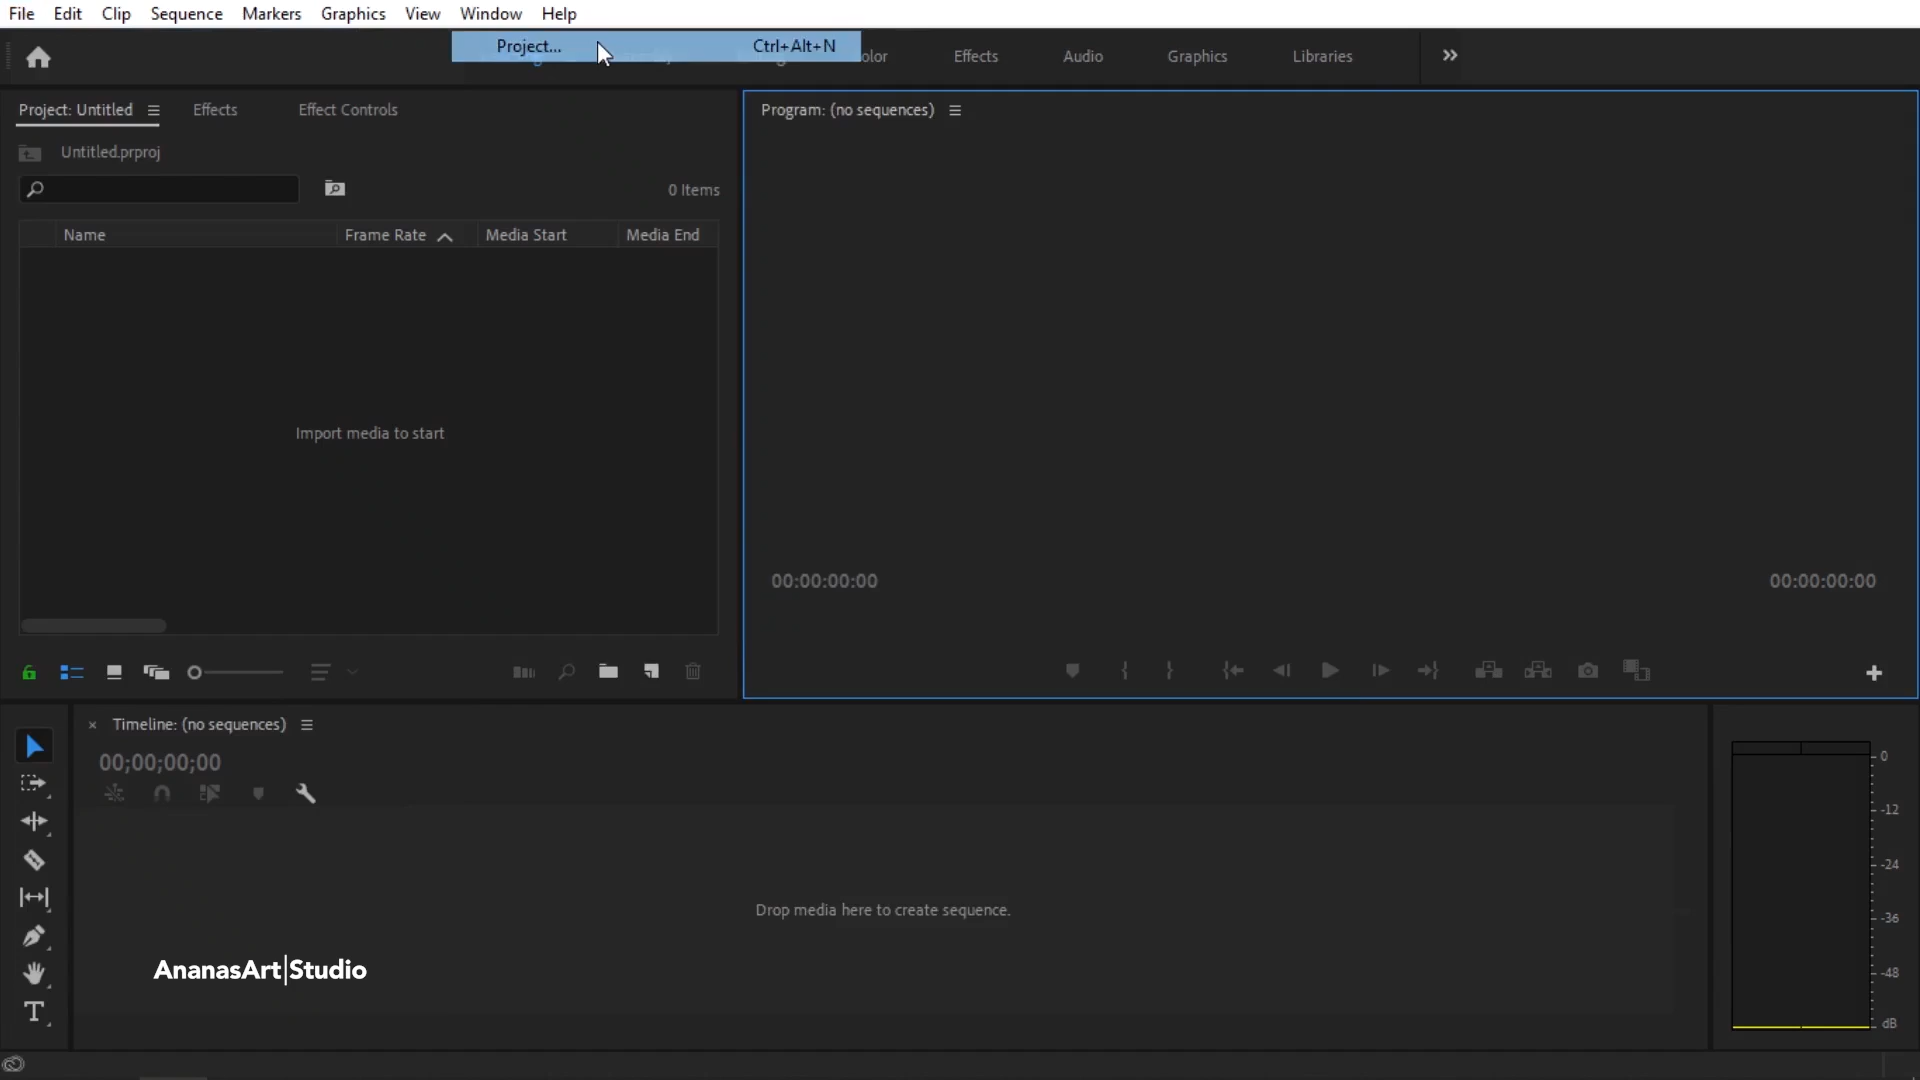 File Edit Clip Sequence Markers Graphics View Window Help
Project... Ctrl+Alt+N
Effects Audio Graphics Libraries
Project: Untitled Effects Effect Controls
Program: (no sequences)
Untitled.prproj
0 Items
Name Frame Rate Media Start Media End
Import media to start
00:00:00:00 00:00:00:00
Timeline: (no sequences)
00;00;00;00
Drop media here to create sequence.
0
-12
-24
-36
-48
dB
AnanasArt|Studio